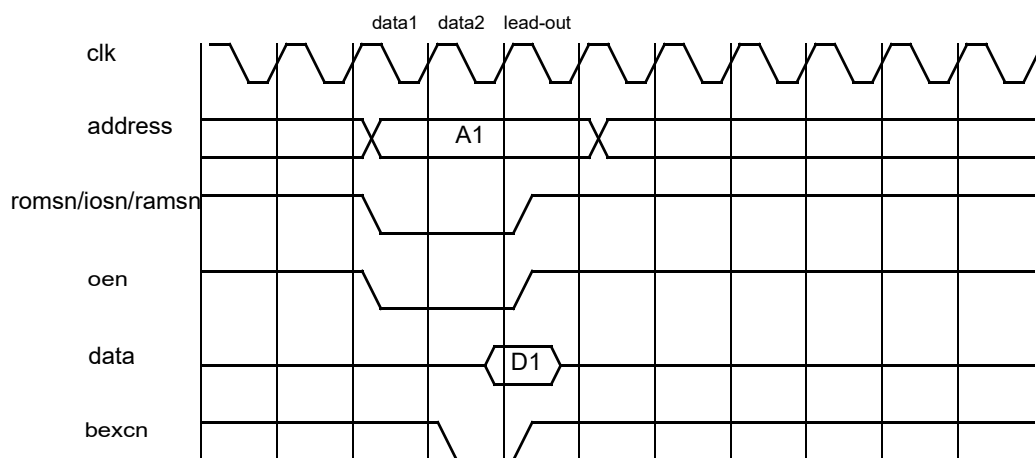 data1 data2 lead-out
clk
address
A1
romsn/iosn/ramsn
oen
data
D1
bexcn